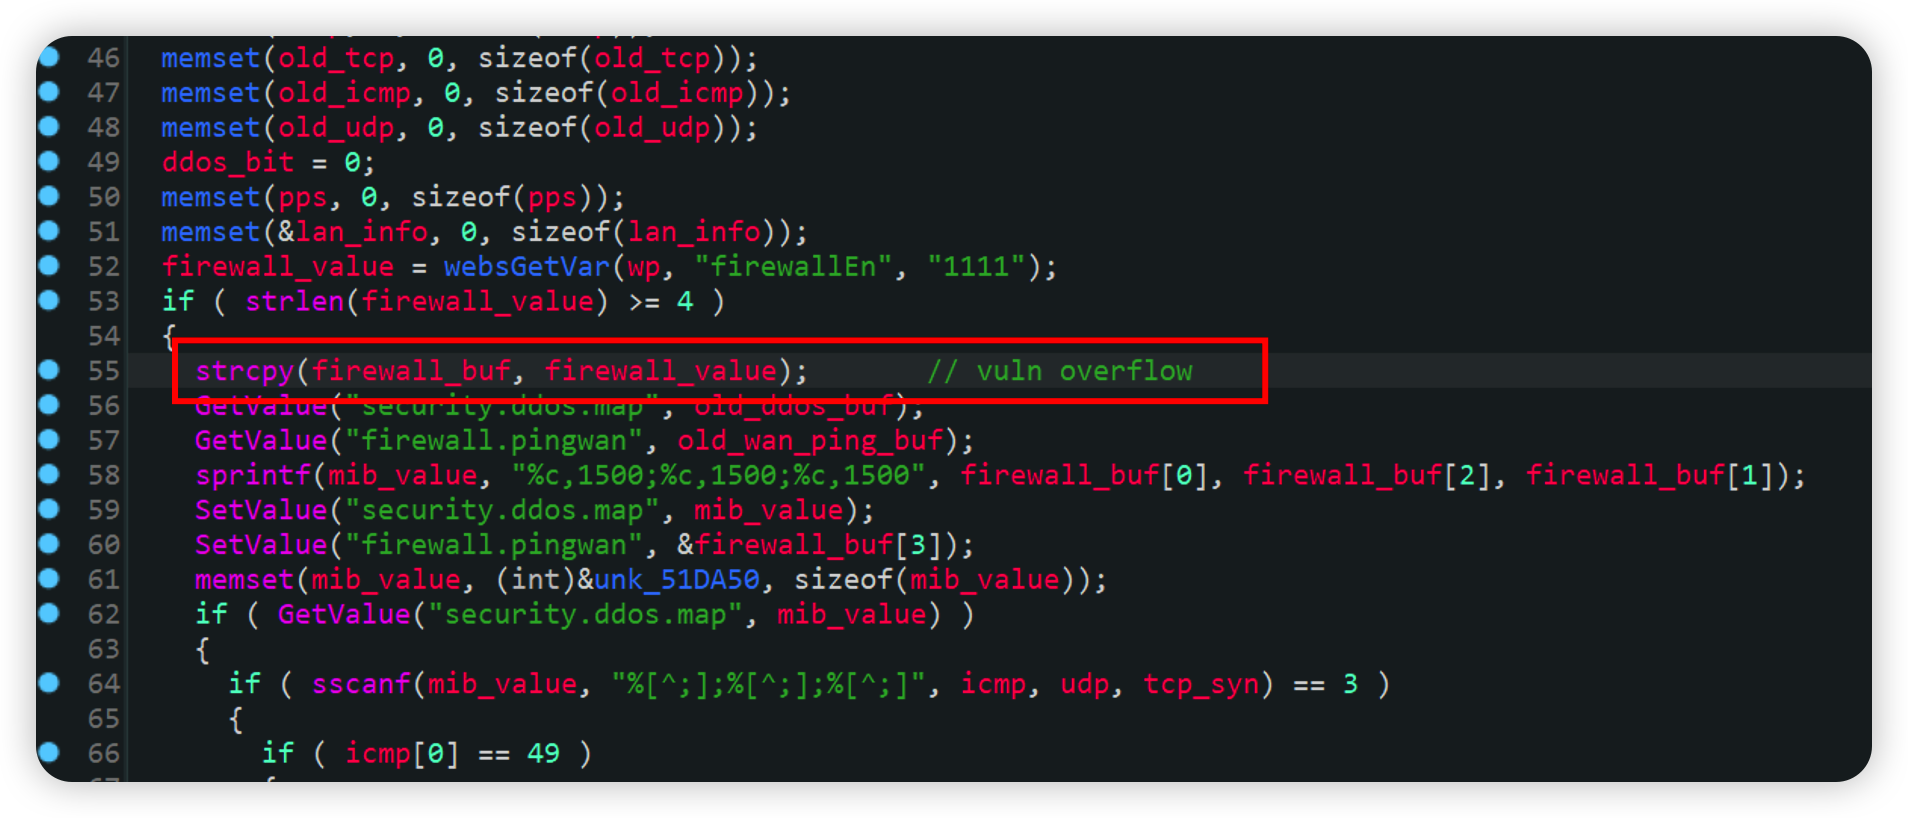 46 memset(old_tcp, 0, sizeof(old_tcp));
47 memset(old_icmp, 0, sizeof(old_icmp));
48 memset(old_udp, 0, sizeof(old_udp));
49 ddos_bit = 0;
50 memset(pps, 0, sizeof(pps));
51 memset(&lan_info, 0, sizeof(lan_info));
52 firewall_value = websGetVar(wp, "firewallEn", "1111");
53 if ( strlen(firewall_value) >= 4 )
54 {
55 strcpy(firewall_buf, firewall_value); // vuln overflow
56 GetValue("security.ddos.map", old_ddos_buf);
57 GetValue("firewall.pingwan", old_wan_ping_buf);
58 sprintf(mib_value, "%c,1500;%c,1500;%c,1500", firewall_buf[0], firewall_buf[2], firewall_buf[1]);
59 SetValue("security.ddos.map", mib_value);
60 SetValue("firewall.pingwan", &firewall_buf[3]);
61 memset(mib_value, (int)&unk_51DA50, sizeof(mib_value));
62 if ( GetValue("security.ddos.map", mib_value) )
63 {
64 if ( sscanf(mib_value, "%[^;];%[^;];%[^;]", icmp, udp, tcp_syn) == 3 )
65 {
66 if ( icmp[0] == 49 )